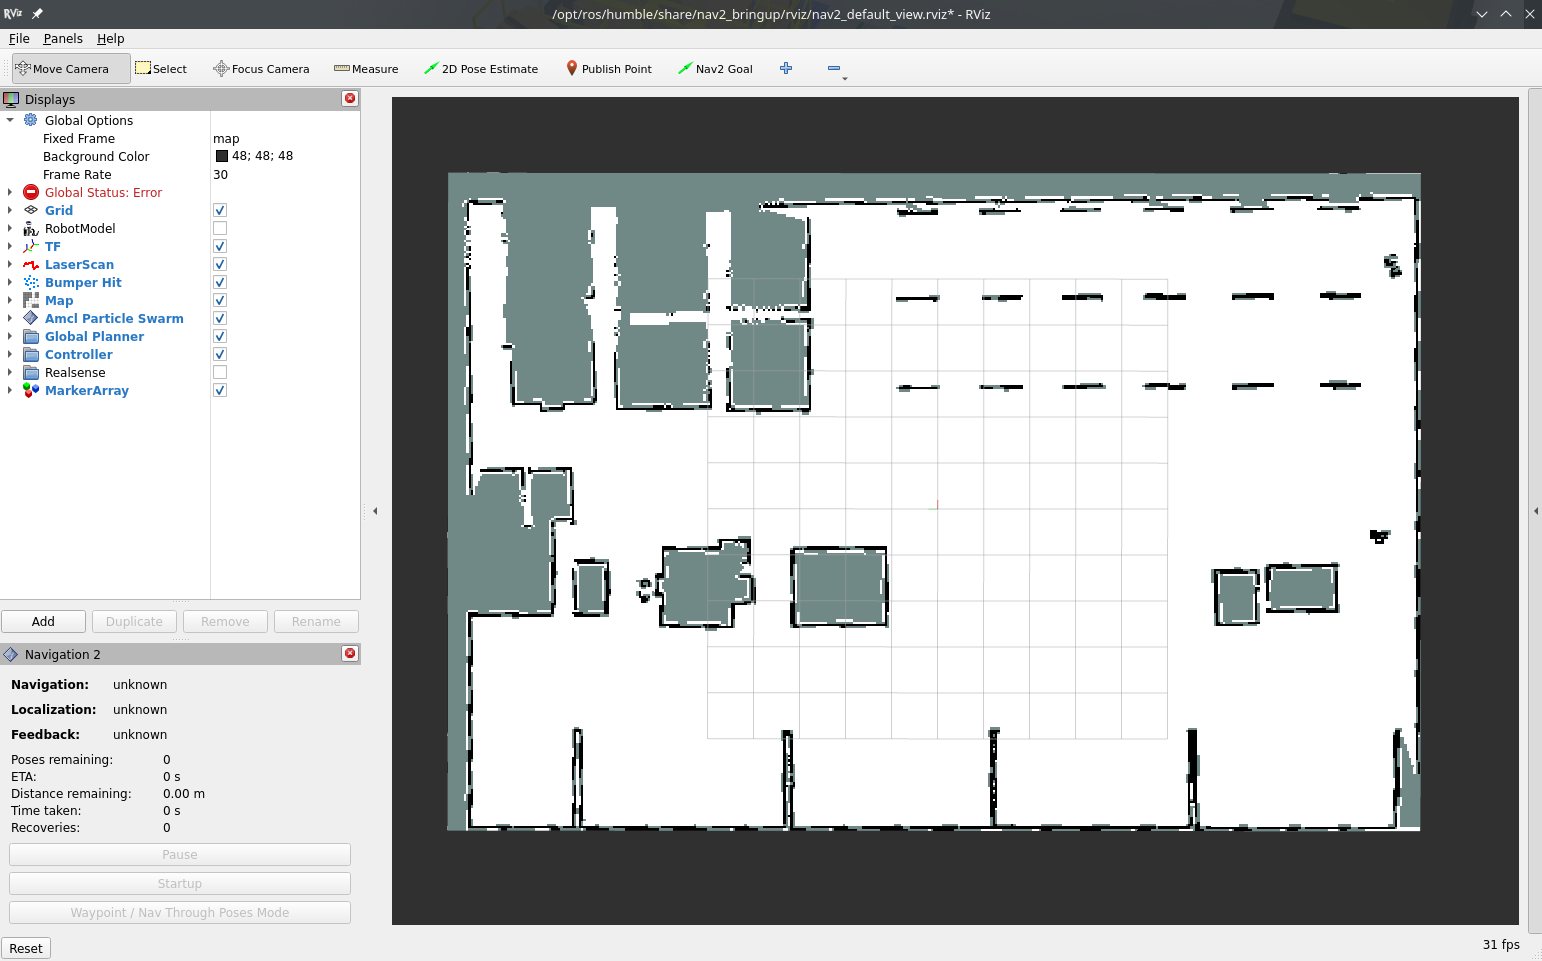 RViz
/opt/ros/humble/share/nav2_bringup/rviz/nav2_default_view.rviz* - RViz
File Panels Help
Move Camera Select Focus Camera Measure 2D Pose Estimate Publish Point Nav2 Goal
Displays
Global Options
Fixed Frame map
Background Color 48; 48; 48
Frame Rate 30
Global Status: Error
Grid
RobotModel
TF
LaserScan
Bumper Hit
Map
Amcl Particle Swarm
Global Planner
Controller
Realsense
MarkerArray
Add Duplicate Remove Rename
Navigation 2
Navigation: unknown
Localization: unknown
Feedback: unknown
Poses remaining: 0
ETA: 0 s
Distance remaining: 0.00 m
Time taken: 0 s
Recoveries: 0
Pause
Startup
Waypoint / Nav Through Poses Mode
Reset
31 fps